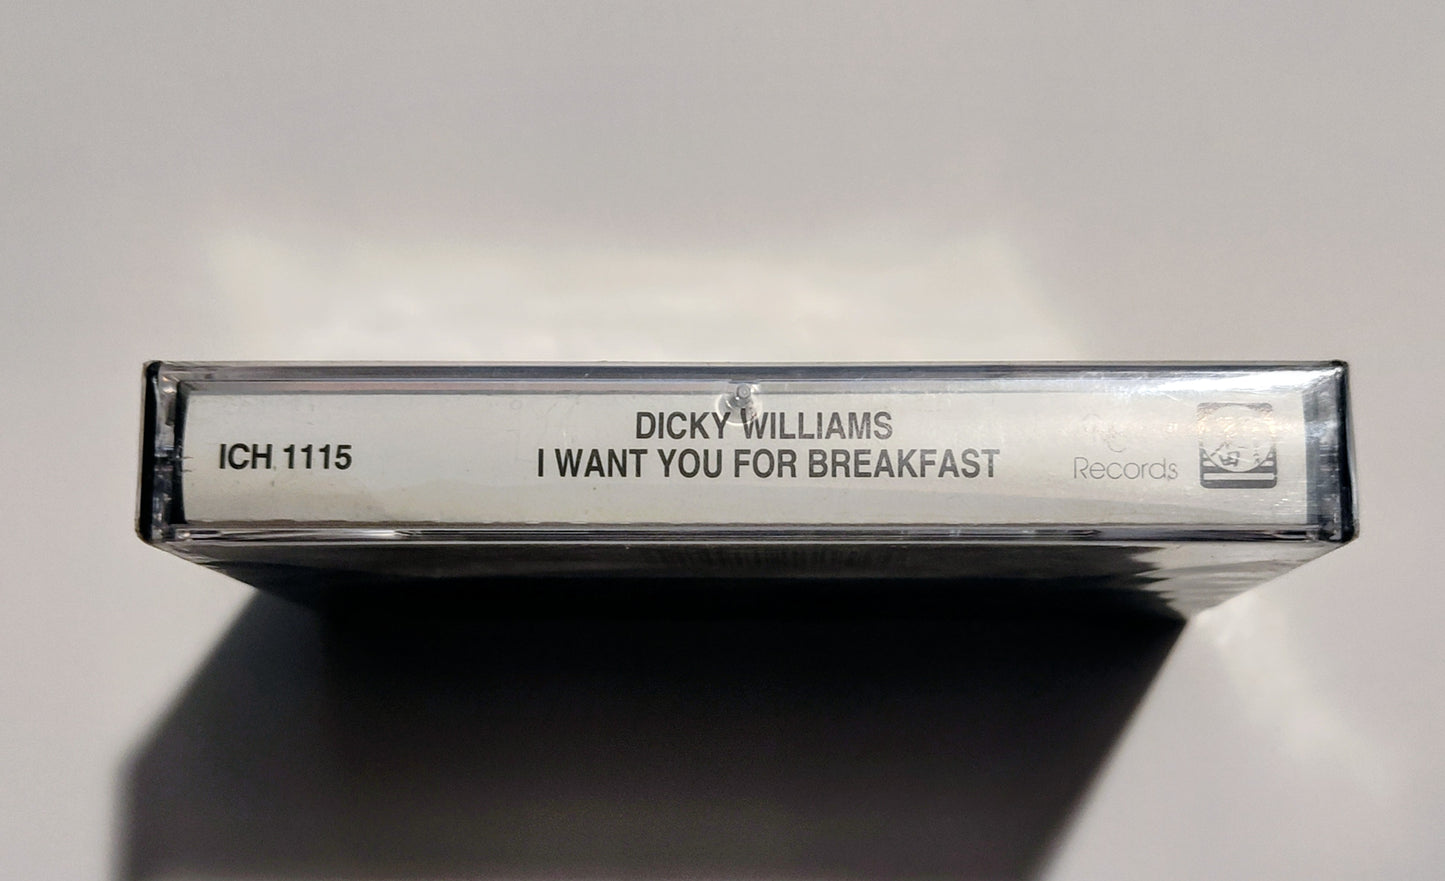 ICH 1115
DICKY WILLIAMS
I WANT YOU FOR BREAKFAST
Records